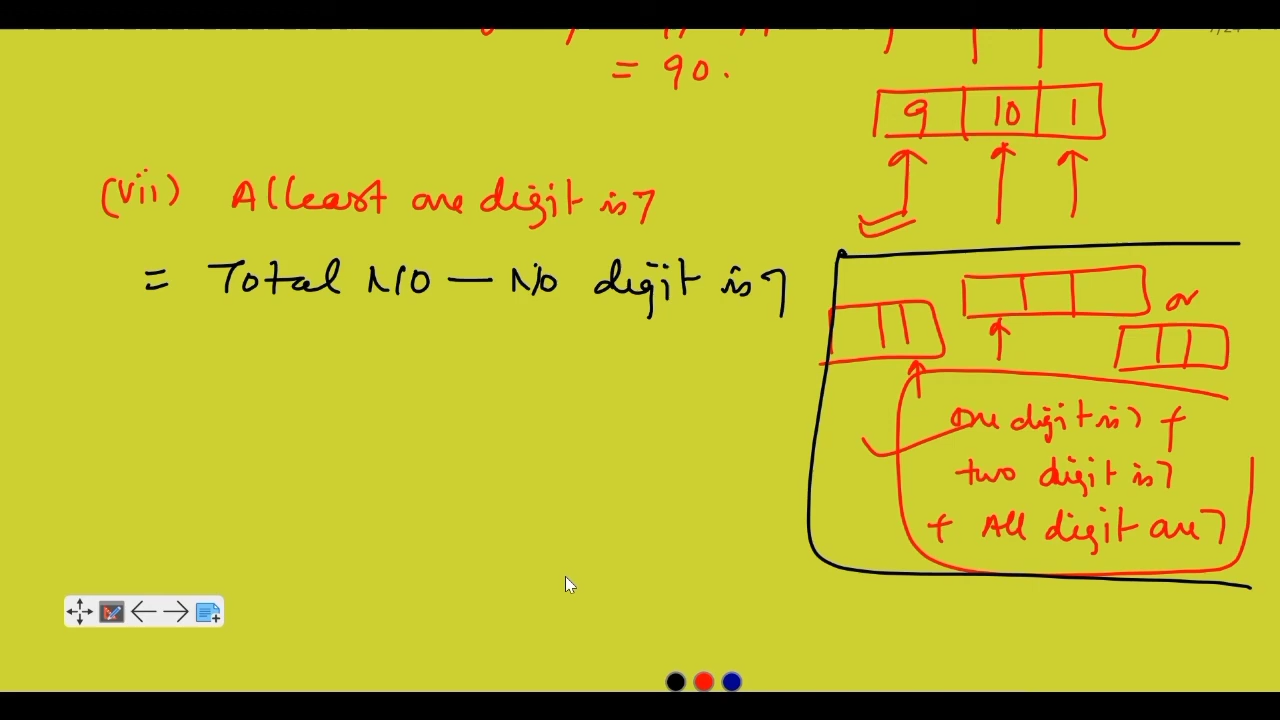 = 90.
9 10 1
(vii) Atleast one digit is 7
= Total NO — NO digit is 7
or
One digit is 7 +
two digit is 7
+ All digit are 7